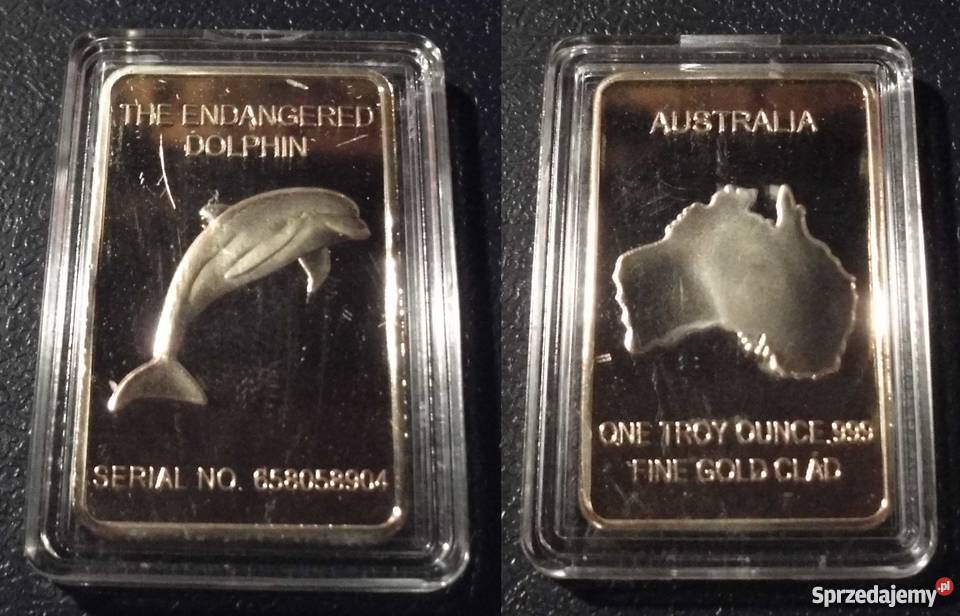 THE ENDANGERED
DOLPHIN
SERIAL NO. 658058904
AUSTRALIA
ONE TROY OUNCE .999
FINE GOLD CLAD
Sprzedajemy.pl